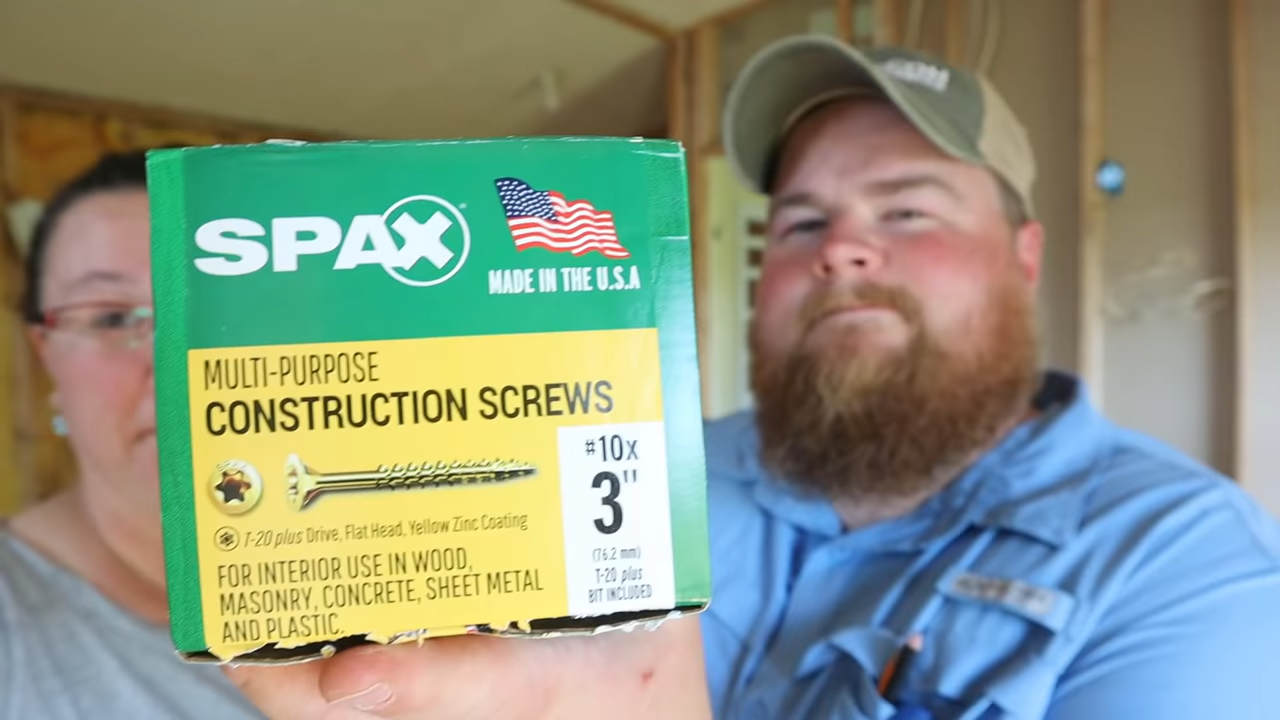 SPAX
MADE IN THE U.S.A
MULTI-PURPOSE
CONSTRUCTION SCREWS
#10x
3"
(76.2 mm)
T-20 plus
BIT INCLUDED
T-20 plus Drive, Flat Head, Yellow Zinc Coating
FOR INTERIOR USE IN WOOD,
MASONRY, CONCRETE, SHEET METAL
AND PLASTIC.